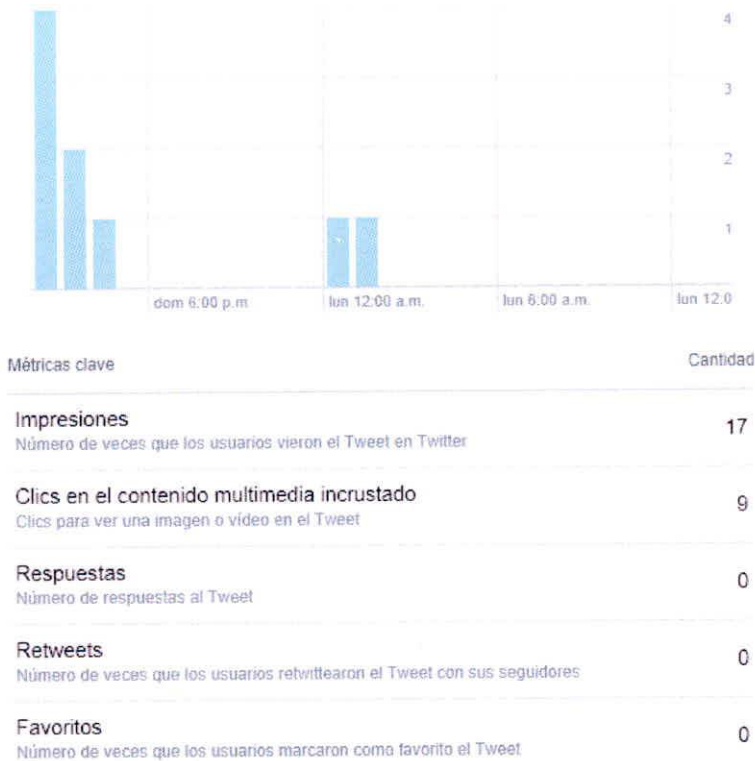 4
3
2
1
dom 6:00 p.m.
lun 12:00 a.m.
lun 6:00 a.m.
lun 12:0
Métricas clave
Cantidad
Impresiones
17
Número de veces que los usuarios vieron el Tweet en Twitter
Clics en el contenido multimedia incrustado
9
Clics para ver una imagen o vídeo en el Tweet
Respuestas
0
Número de respuestas al Tweet
Retweets
0
Número de veces que los usuarios retwittearon el Tweet con sus seguidores
Favoritos
0
Número de veces que los usuarios marcaron como favorito el Tweet